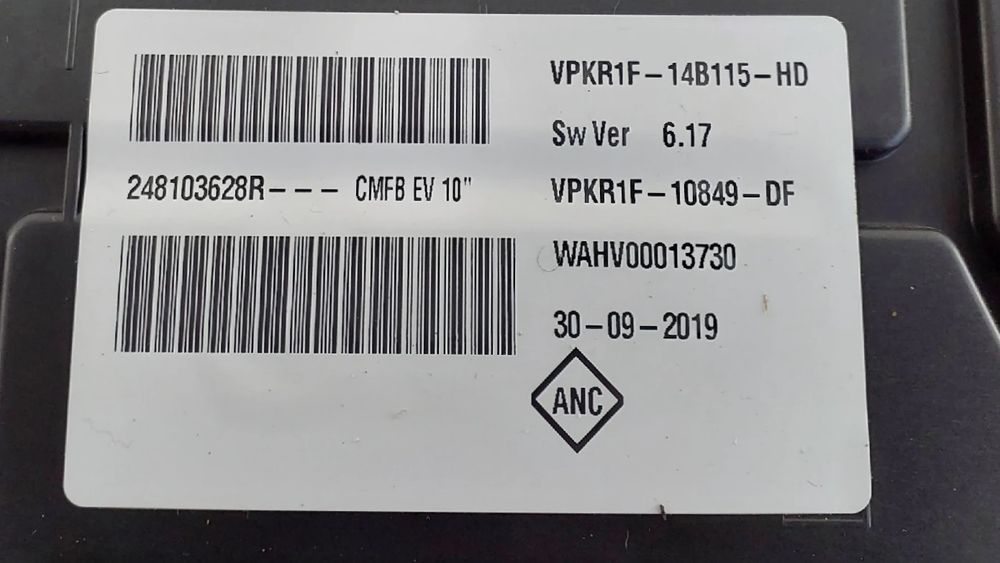 VPKR1F-14B115-HD
Sw Ver 6.17
248103628R--- CMFB EV 10"
VPKR1F-10849-DF
WAHV00013730
30-09-2019
ANC